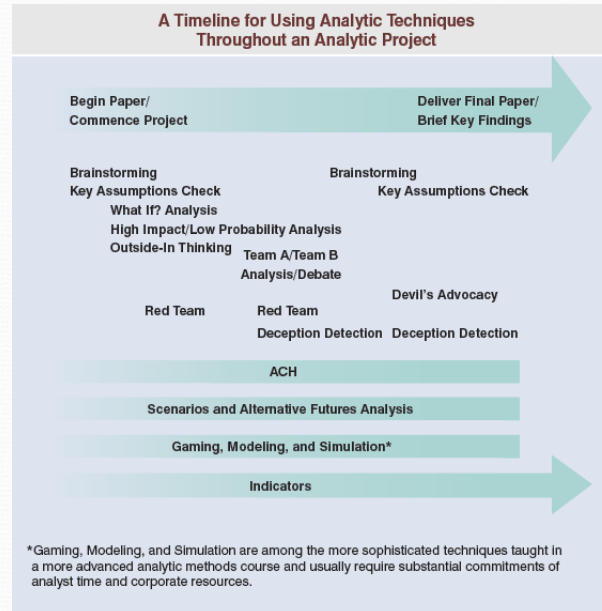 A Timeline for Using Analytic Techniques
Throughout an Analytic Project
Begin Paper/
Commence Project
Deliver Final Paper/
Brief Key Findings
Brainstorming
Brainstorming
Key Assumptions Check
Key Assumptions Check
What If? Analysis
High Impact/Low Probability Analysis
Outside-In Thinking
Team A/Team B
Analysis/Debate
Devil's Advocacy
Red Team
Red Team
Deception Detection
Deception Detection
ACH
Scenarios and Alternative Futures Analysis
Gaming, Modeling, and Simulation*
Indicators
*Gaming, Modeling, and Simulation are among the more sophisticated techniques taught in
a more advanced analytic methods course and usually require substantial commitments of
analyst time and corporate resources.